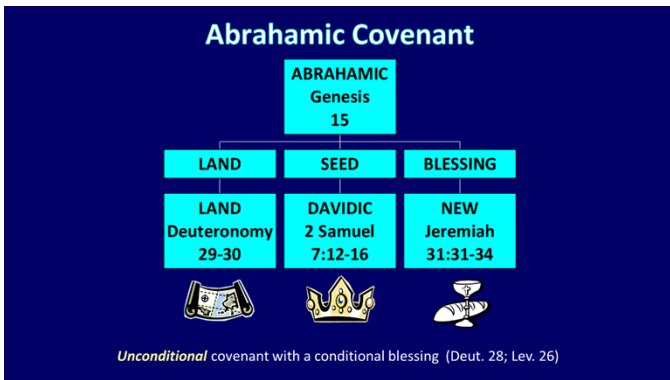 Abrahamic Covenant
ABRAHAMIC
Genesis
15
LAND
SEED
BLESSING
LAND
Deuteronomy
29-30
DAVIDIC
2 Samuel
7:12-16
NEW
Jeremiah
31:31-34
Unconditional covenant with a conditional blessing (Deut. 28; Lev. 26)